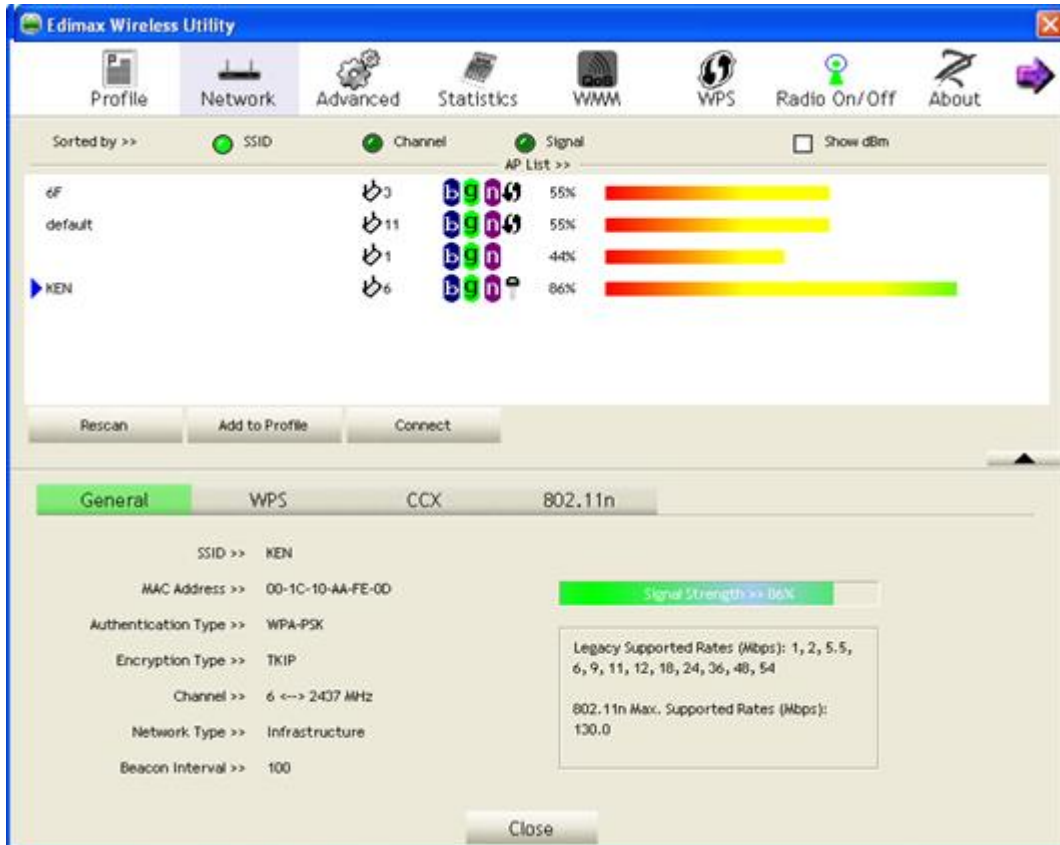 Edimax Wireless Utility
Profile Network Advanced Statistics QoS WMM WPS Radio On/Off About
Sorted by >> SSID Channel Signal Show dBm
AP List >>
6F 3 b g n 55%
default 11 b g n 55%
1 b g n 44%
KEN 6 b g n 86%
Rescan Add to Profile Connect
General WPS CCX 802.11n
SSID >> KEN
MAC Address >> 00-1C-10-AA-FE-0D
Signal Strength >> 86%
Authentication Type >> WPA-PSK
Encryption Type >> TKIP
Channel >> 6 <--> 2437 MHz
Network Type >> Infrastructure
Beacon Interval >> 100
Legacy Supported Rates (Mbps): 1, 2, 5.5,
6, 9, 11, 12, 18, 24, 36, 48, 54
802.11n Max. Supported Rates (Mbps):
130.0
Close